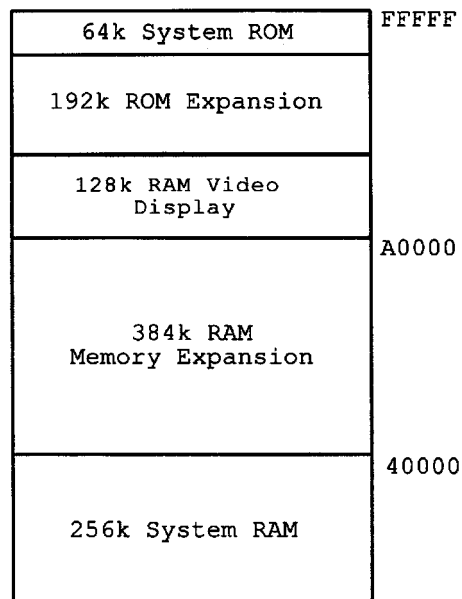 64k System ROM
FFFFF
192k ROM Expansion
128k RAM Video
Display
A0000
384k RAM
Memory Expansion
40000
256k System RAM